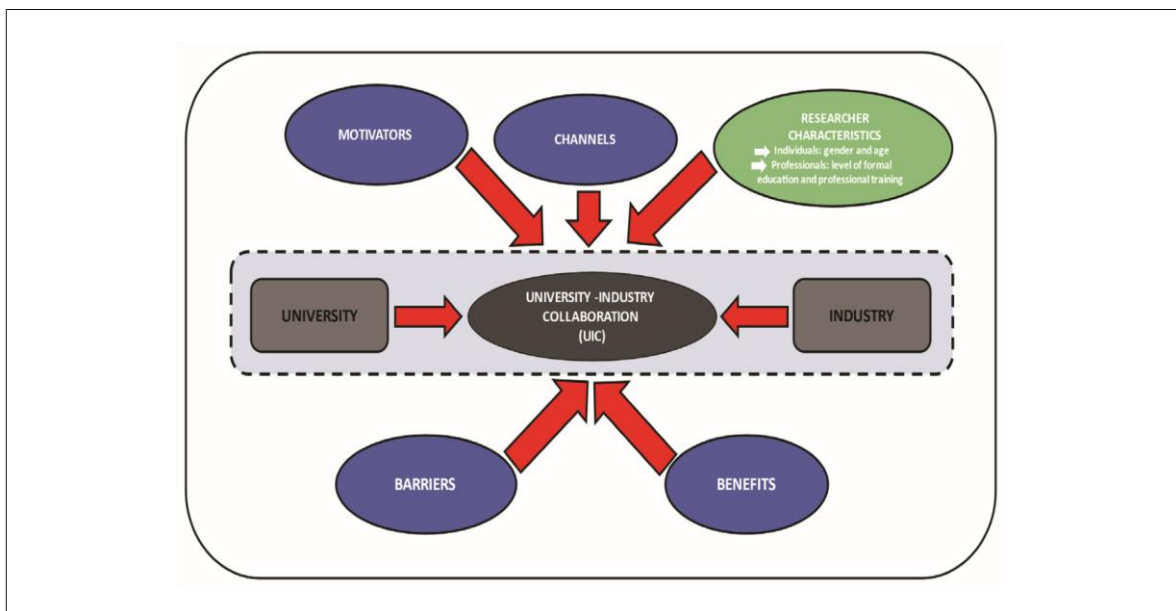 MOTIVATORS
CHANNELS
RESEARCHER
CHARACTERISTICS
Individuals: gender and age
Professionals: level of formal
education and professional training
UNIVERSITY
UNIVERSITY -INDUSTRY
COLLABORATION
(UIC)
INDUSTRY
BARRIERS
BENEFITS